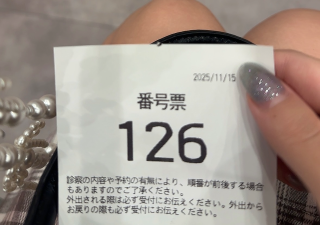 2025/11/15
番号票
126
診察の内容や予約の有無により、順番が前後する場合
もありますのでご了承ください。
外出される際は必ず受付にお伝えください。外出から
お戻りの際も必ず受付にお伝えください。